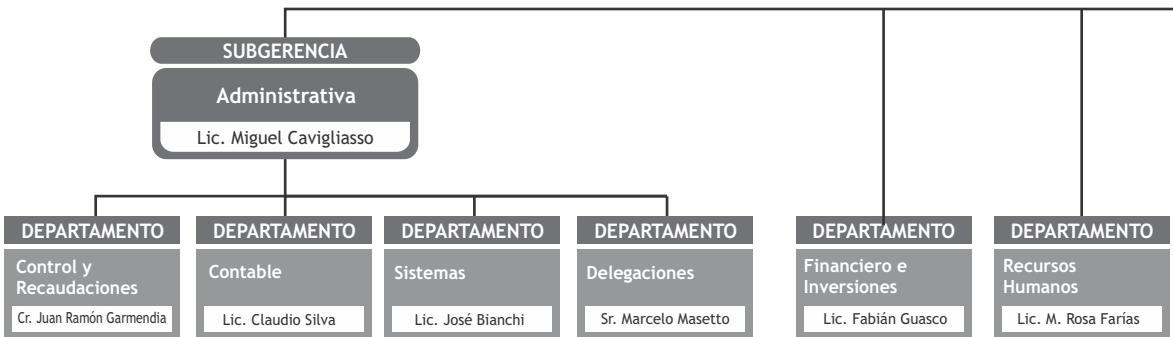 SUBGERENCIA
Administrativa
Lic. Miguel Cavigliasso
DEPARTAMENTO
Control y
Recaudaciones
Cr. Juan Ramón Garmendia
DEPARTAMENTO
Contable
Lic. Claudio Silva
DEPARTAMENTO
Sistemas
Lic. José Bianchi
DEPARTAMENTO
Delegaciones
Sr. Marcelo Masetto
DEPARTAMENTO
Financiero e
Inversiones
Lic. Fabián Guasco
DEPARTAMENTO
Recursos
Humanos
Lic. M. Rosa Farías